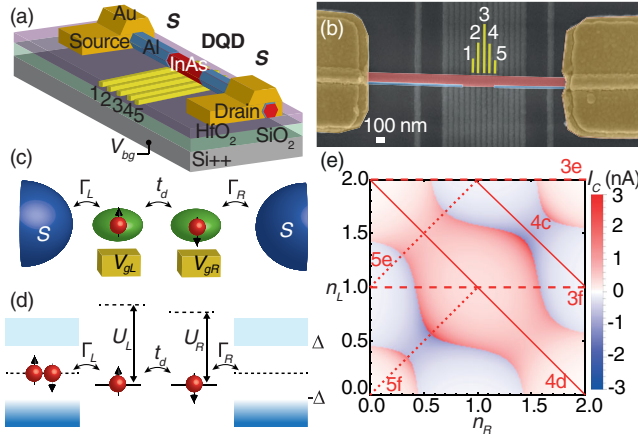 (a)
Au
S
Source
Al
DQD
S
InAs
1 2 3 4 5
Drain
HfO2
SiO2
Vbg
Si++
(b)
3
2 4
1 5
100 nm
(c)
ΓL
td
ΓR
S
S
VgL
VgR
(d)
ΓL
UL
td
UR
ΓR
Δ
-Δ
(e)
3e
IC (nA)
2.0
3
4c
1.5
2
5e
1
nL 1.0
0
3f
0.5
-1
-2
5f
4d
0.0
-3
0.0 0.5 1.0 1.5 2.0
nR